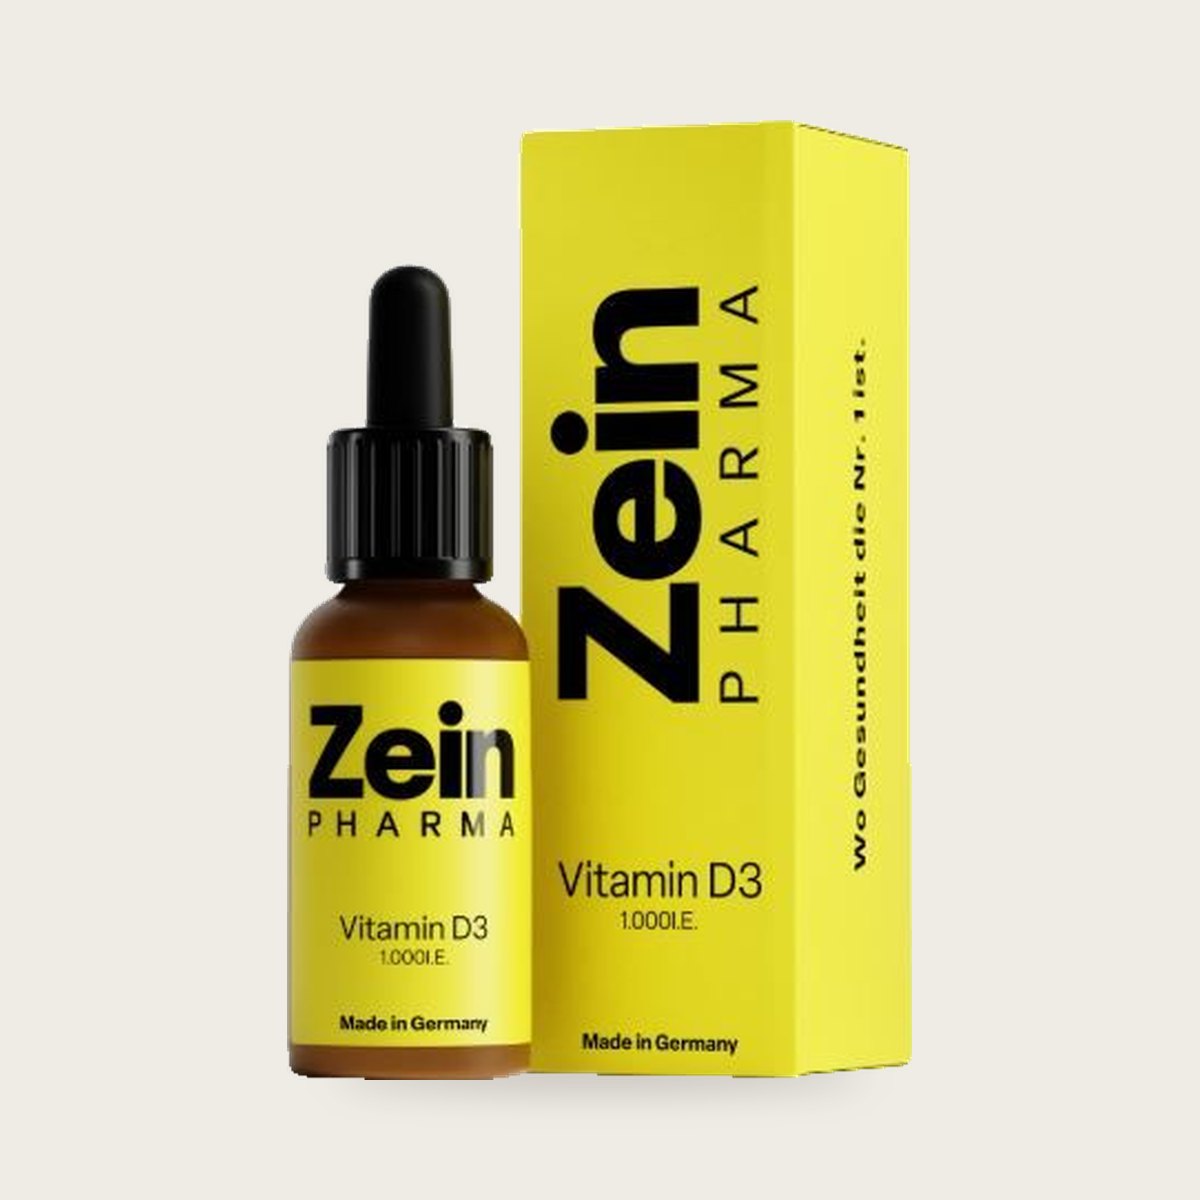 Zein
PHARMA
Vitamin D3
1.000I.E.
Made in Germany
Zein
PHARMA
Vitamin D3
1.000I.E.
Made in Germany
Wo Gesundheit die Nr. 1 ist.